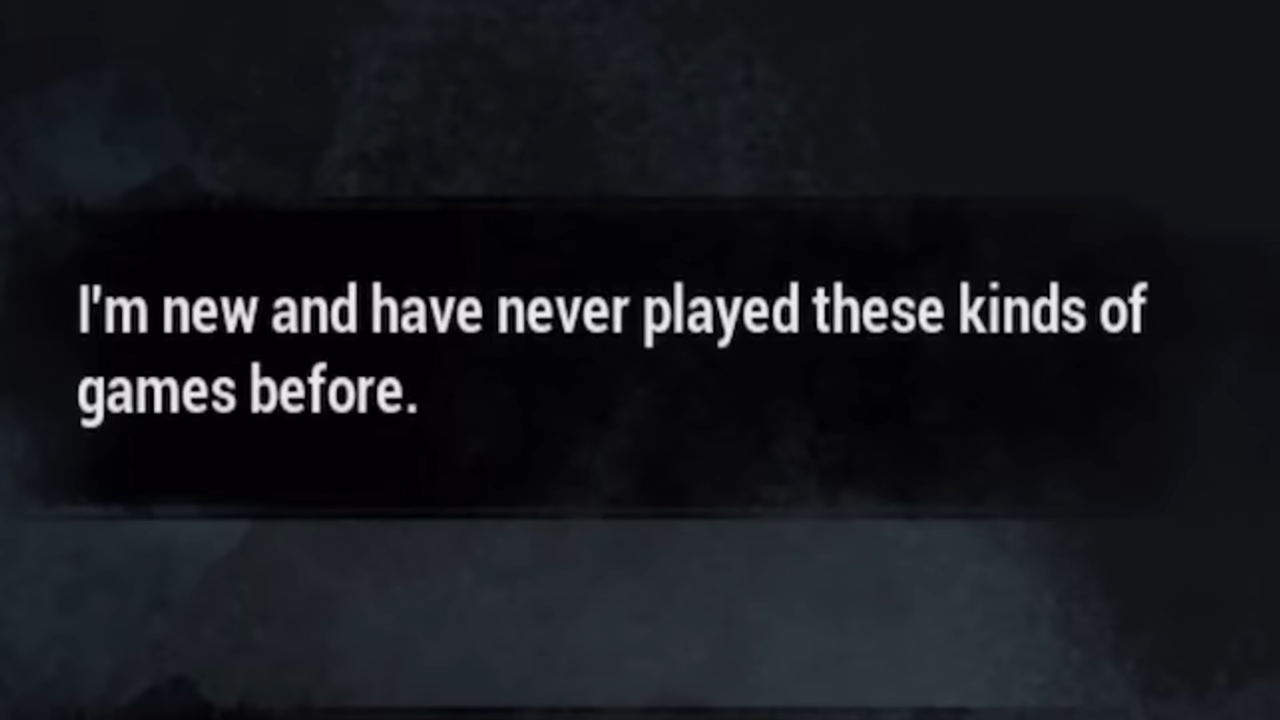 I'm new and have never played these kinds of
games before.